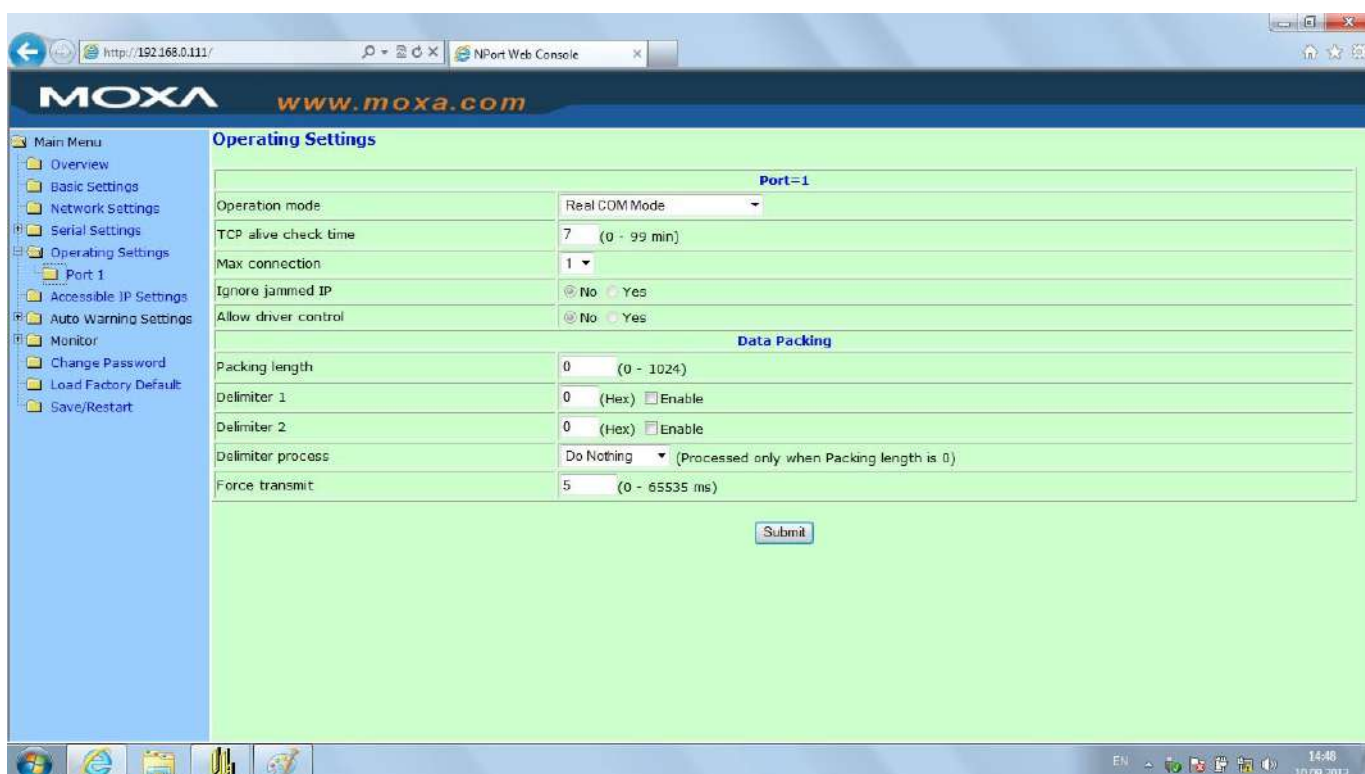 http://192.168.0.111/
NPort Web Console
MOXA
www.moxa.com
Main Menu
Overview
Basic Settings
Network Settings
Serial Settings
Operating Settings
Port 1
Accessible IP Settings
Auto Warning Settings
Monitor
Change Password
Load Factory Default
Save/Restart
Operating Settings
Port=1
Operation mode Real COM Mode
TCP alive check time 7 (0 - 99 min)
Max connection 1
Ignore jammed IP No Yes
Allow driver control No Yes
Data Packing
Packing length 0 (0 - 1024)
Delimiter 1 0 (Hex) Enable
Delimiter 2 0 (Hex) Enable
Delimiter process Do Nothing (Processed only when Packing length is 0)
Force transmit 5 (0 - 65535 ms)
Submit
EN 14:48